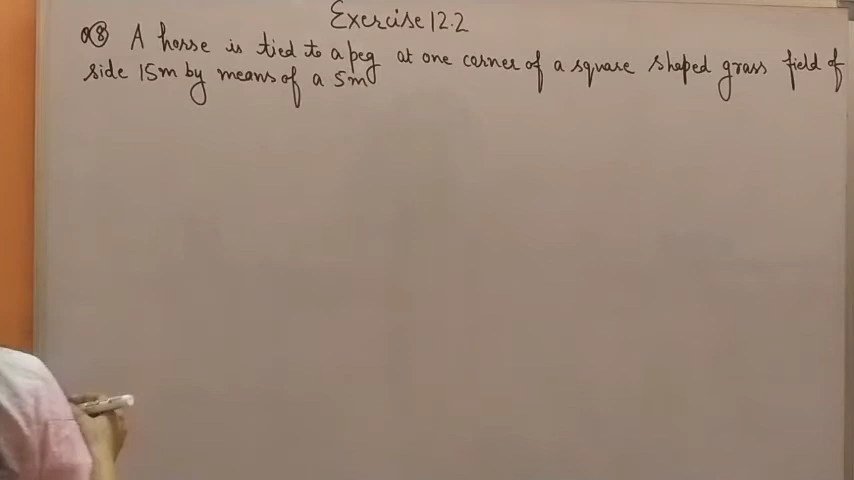 Exercise 12.2
Q8 A horse is tied to a peg at one corner of a square shaped grass field of
side 15m by means of a 5m